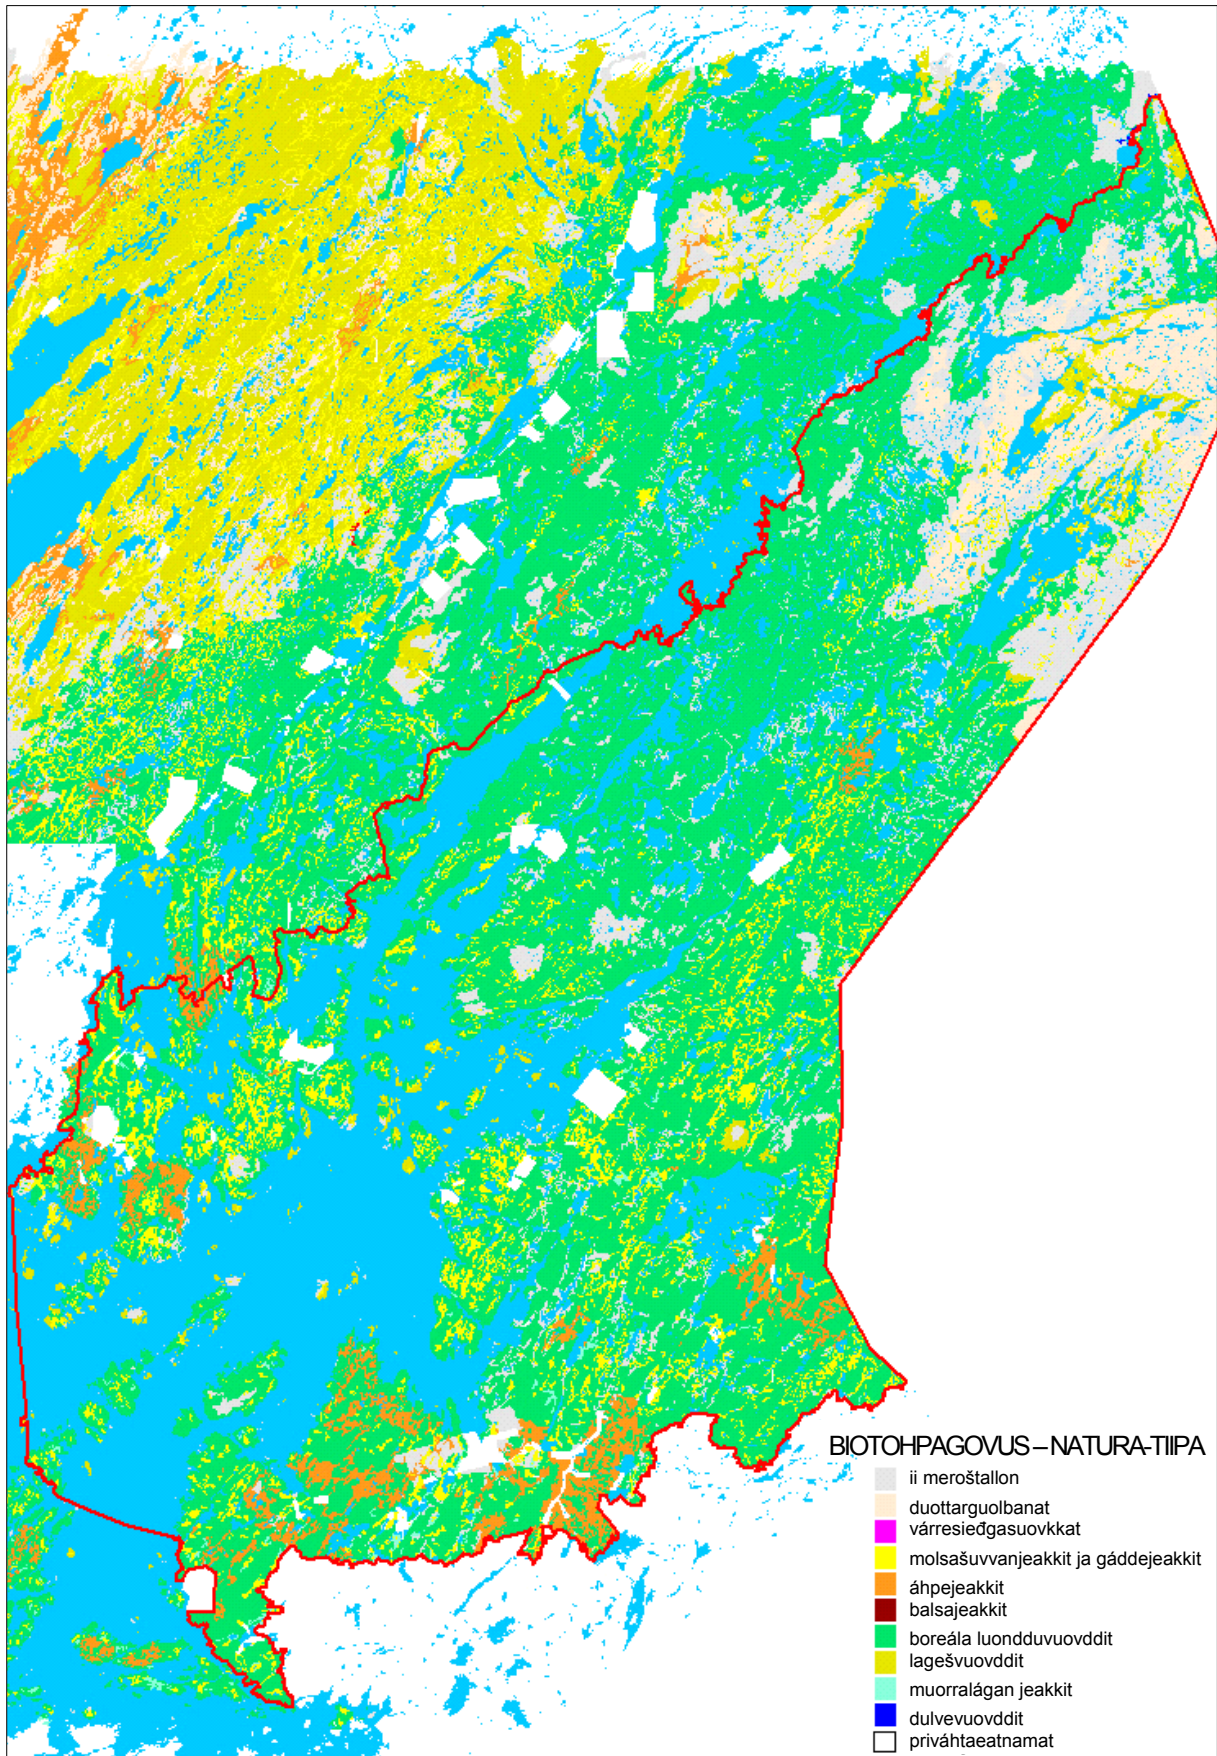 BIOTOHPAGOVUS – NATURA-TIIPA
ii meroštallon
duottarguolbanat
várresieđgasuovkkat
molsašuvvanjeakkit ja gáddejeakkit
áhpejeakkit
balsajeakkit
boreála luondduvuovddit
lagešvuovddit
muorralágan jeakkit
dulvevuovddit
priváhtaeatnamat